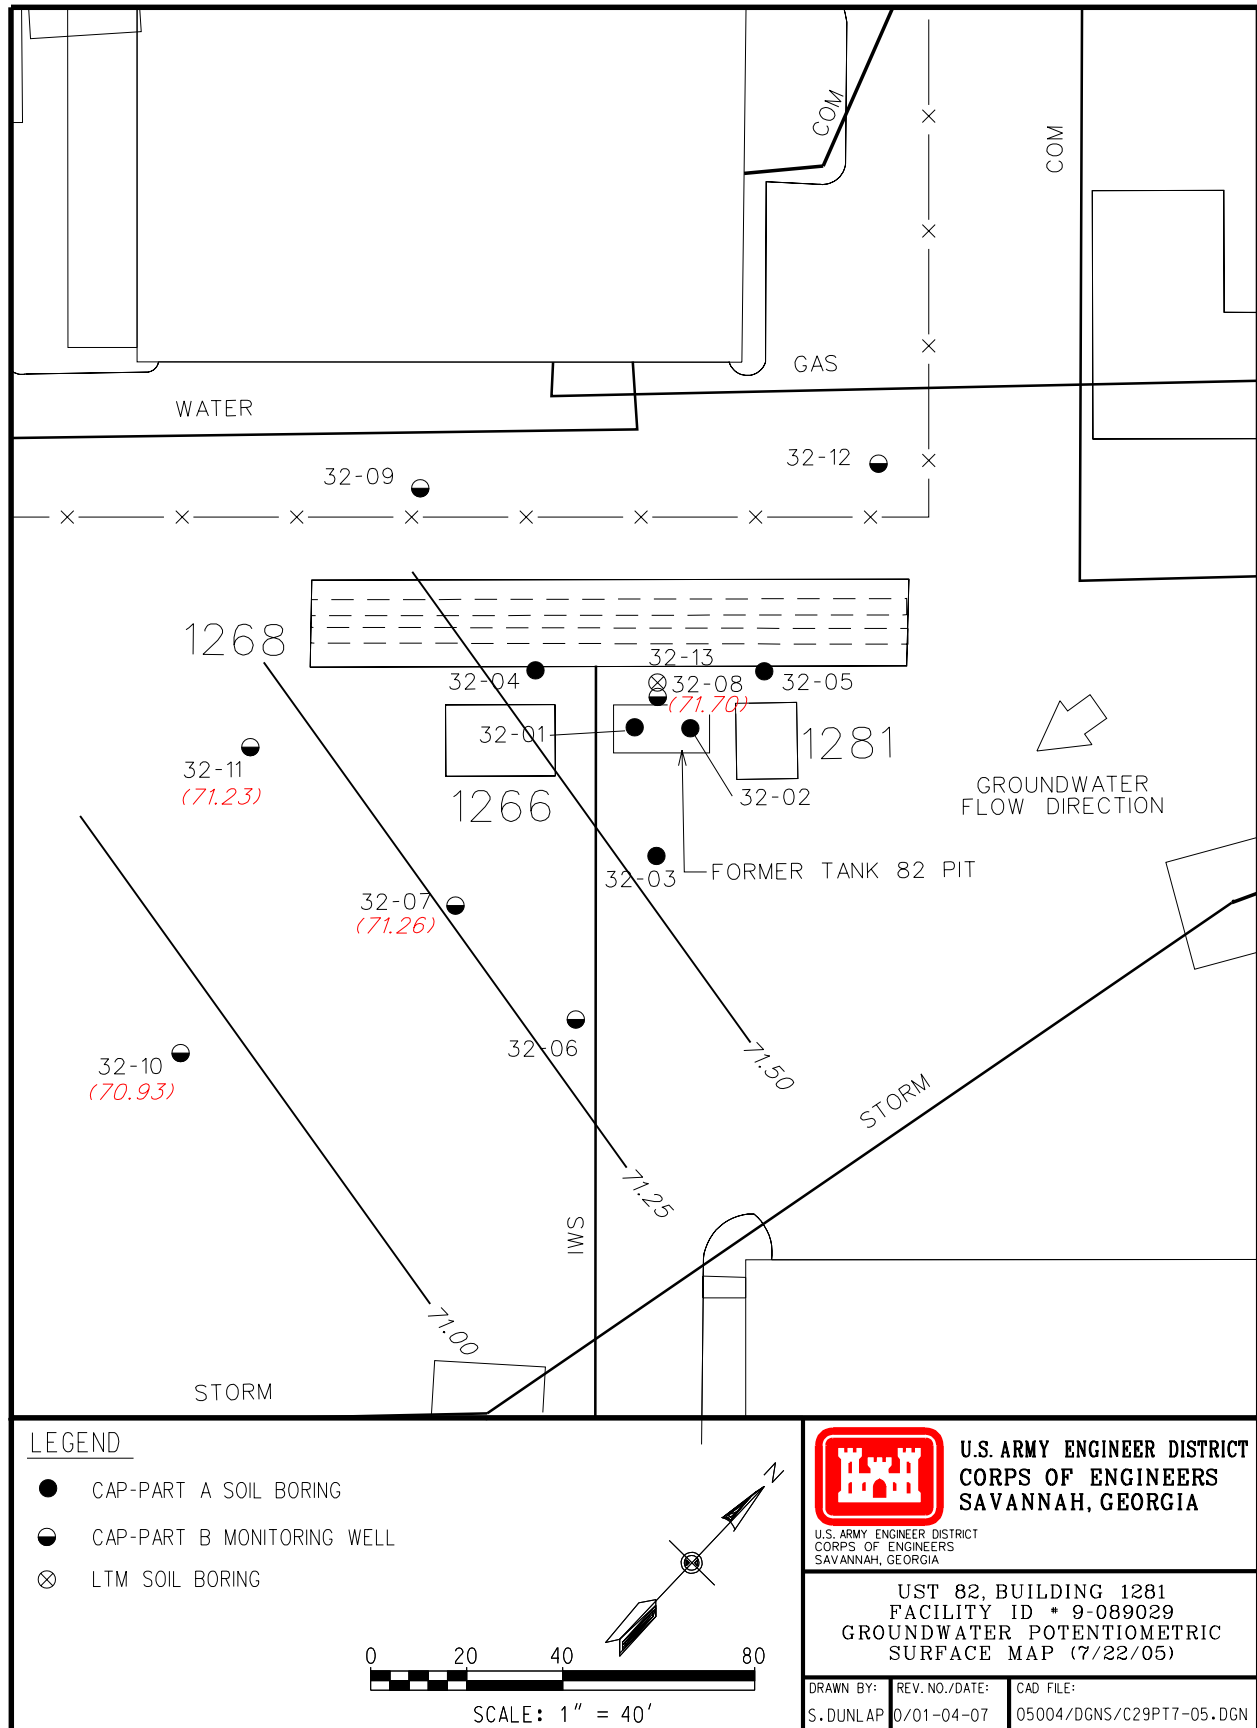 COM
COM
GAS
WATER
32-09
32-12
1268
32-13
32-04
32-08
32-05
(71.70)
32-01
1281
32-11
(71.23)
1266
32-02
GROUNDWATER
FLOW DIRECTION
32-03
FORMER TANK 82 PIT
32-07
(71.26)
32-06
71.50
32-10
(70.93)
STORM
71.25
IWS
71.00
STORM
LEGEND
CAP-PART A SOIL BORING
CAP-PART B MONITORING WELL
LTM SOIL BORING
N
0 20 40 80
SCALE: 1" = 40'
U.S. ARMY ENGINEER DISTRICT
CORPS OF ENGINEERS
SAVANNAH, GEORGIA
U.S. ARMY ENGINEER DISTRICT
CORPS OF ENGINEERS
SAVANNAH, GEORGIA
UST 82, BUILDING 1281
FACILITY ID * 9-089029
GROUNDWATER POTENTIOMETRIC
SURFACE MAP (7/22/05)
DRAWN BY:
S.DUNLAP
REV. NO./DATE:
0/01-04-07
CAD FILE:
05004/DGNS/C29PT7-05.DGN